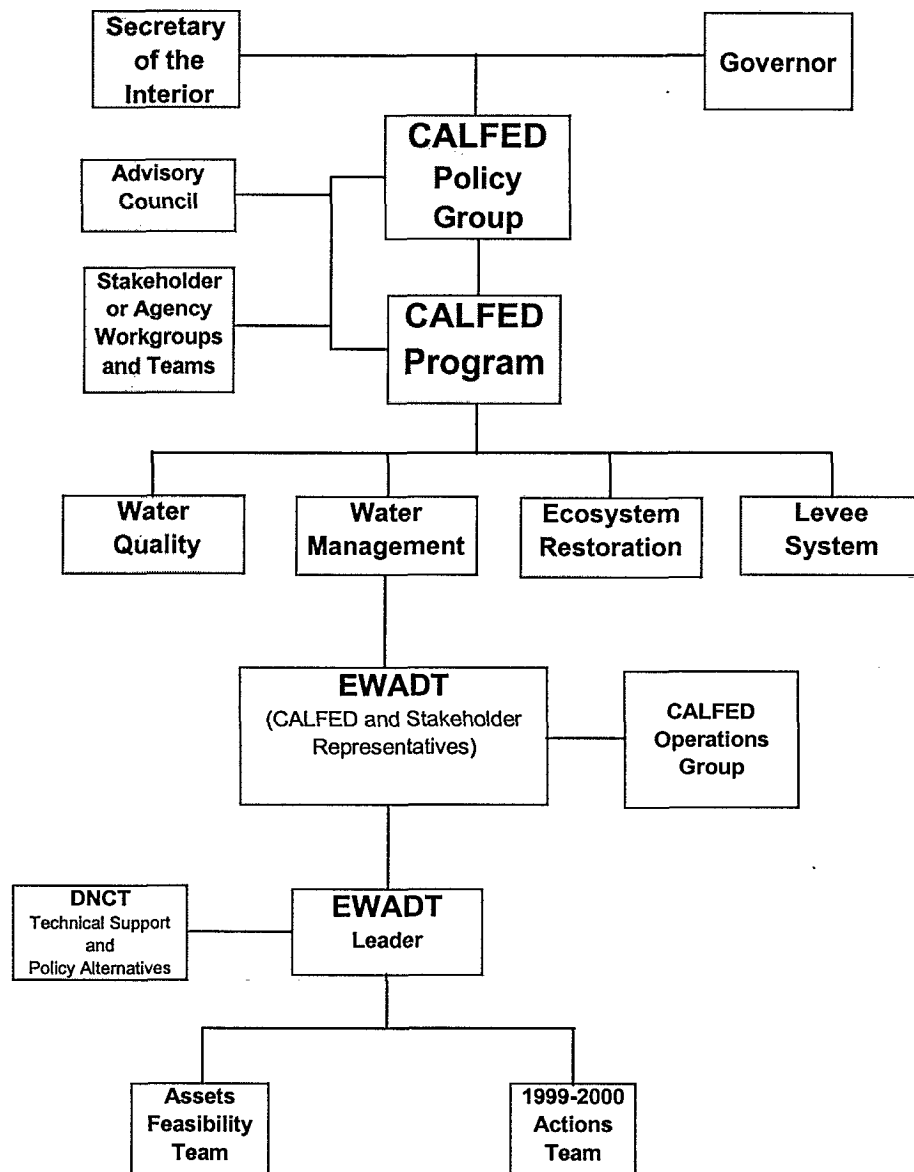 Secretary
of the
Interior
Governor
CALFED
Policy
Group
Advisory
Council
Stakeholder
or Agency
Workgroups
and Teams
CALFED
Program
Water
Quality
Water
Management
Ecosystem
Restoration
Levee
System
EWADT
(CALFED and Stakeholder
Representatives)
CALFED
Operations
Group
DNCT
Technical Support
and
Policy Alternatives
EWADT
Leader
Assets
Feasibility
Team
1999-2000
Actions
Team